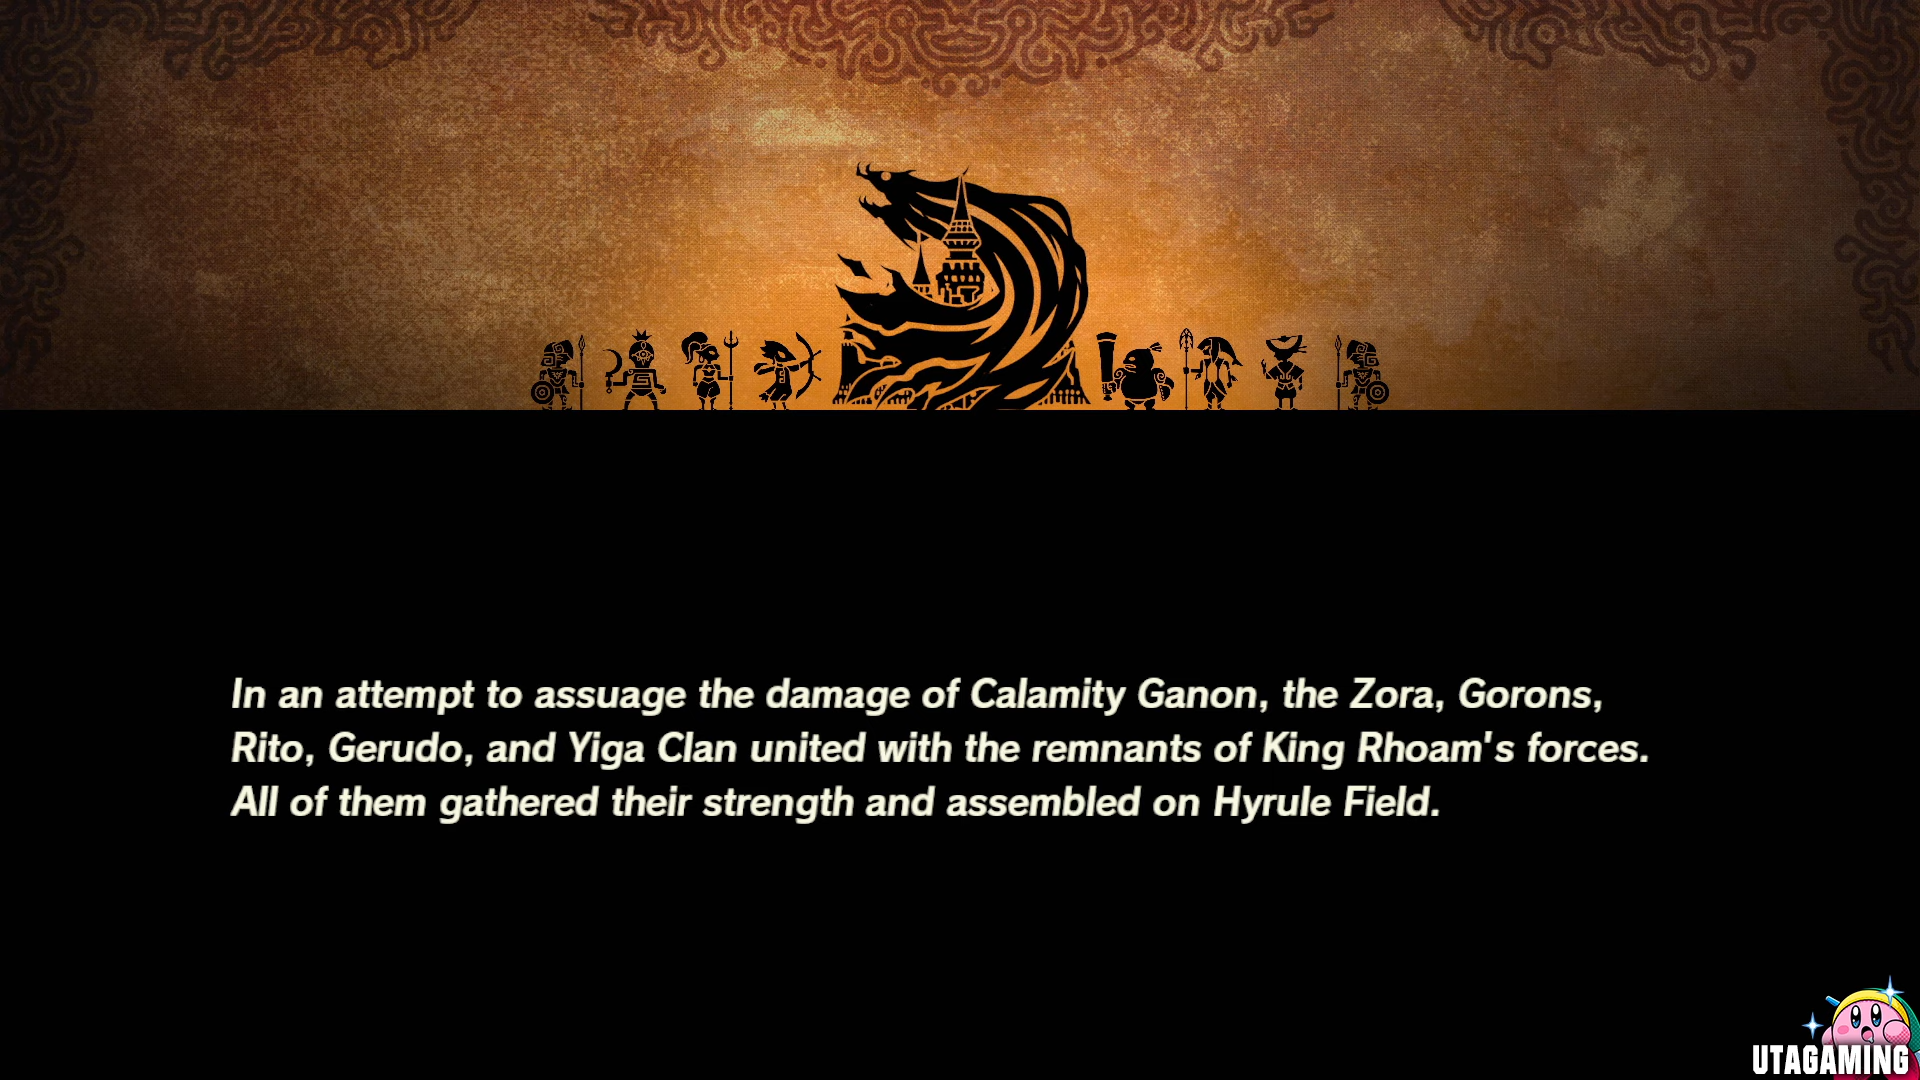 In an attempt to assuage the damage of Calamity Ganon, the Zora, Gorons,
Rito, Gerudo, and Yiga Clan united with the remnants of King Rhoam's forces.
All of them gathered their strength and assembled on Hyrule Field.
UTAGAMING